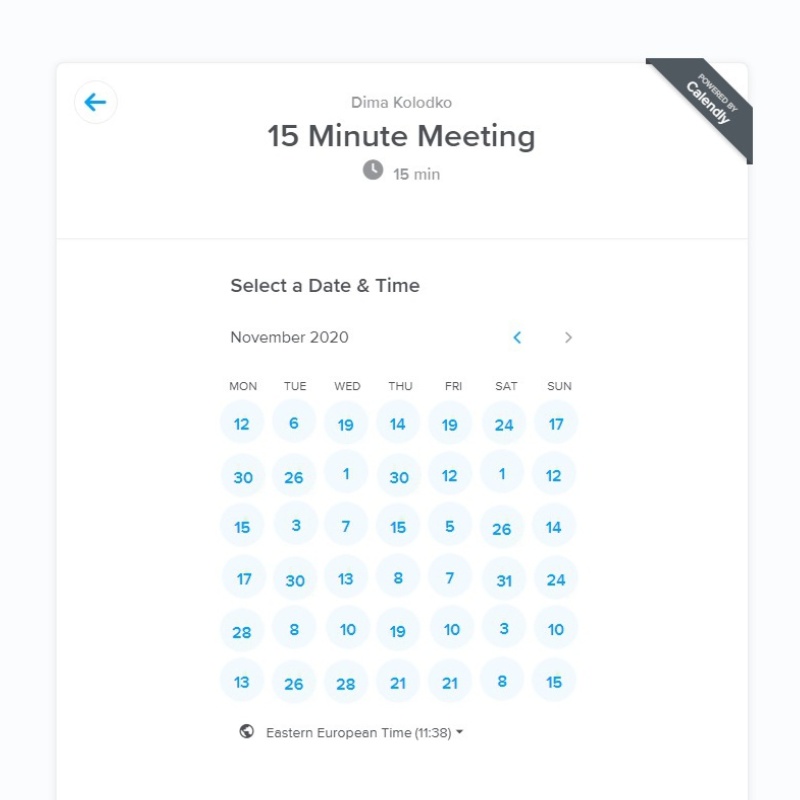 POWERED BY
Calendly
Dima Kolodko
15 Minute Meeting
15 min
Select a Date & Time
November 2020
MON TUE WED THU FRI SAT SUN
12 6 19 14 19 24 17
30 26 1 30 12 1 12
15 3 7 15 5 26 14
17 30 13 8 7 31 24
28 8 10 19 10 3 10
13 26 28 21 21 8 15
Eastern European Time (11:38)